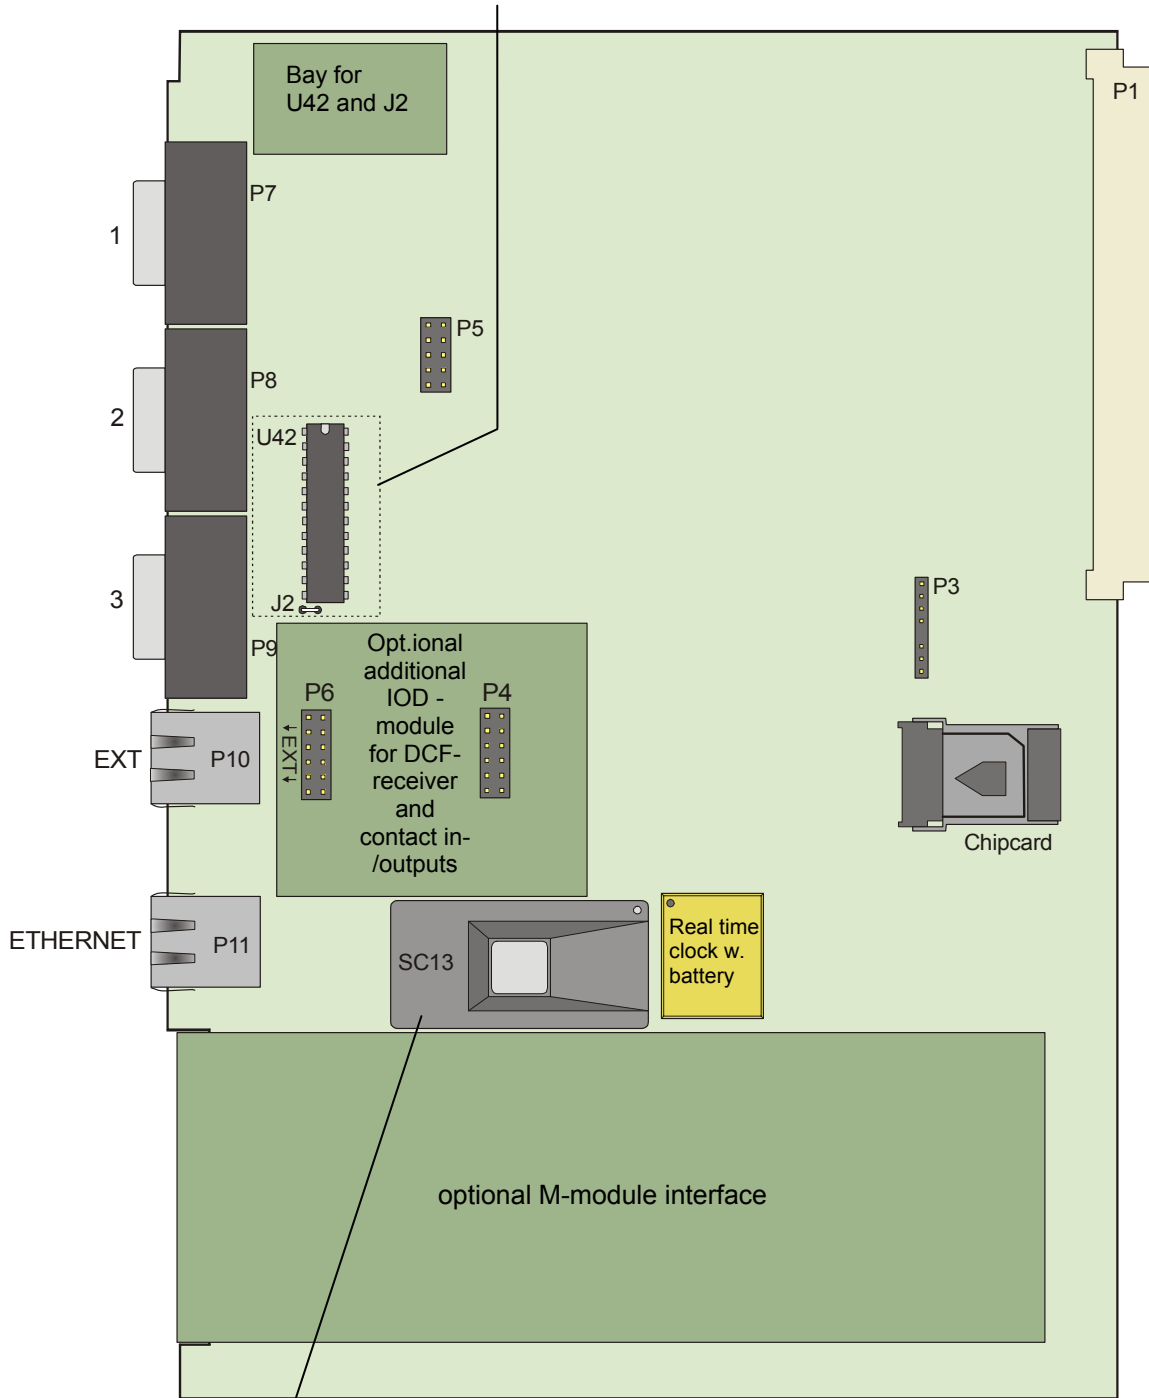 Bay for
U42 and J2
P1
P7
1
P5
P8
2
U42
P3
3
J2
P9
Opt.ional
additional
IOD -
module
for DCF-
receiver
and
contact in-
/outputs
P6
P4
EXT
EXT
P10
Chipcard
ETHERNET
P11
SC13
Real time
clock w.
battery
optional M-module interface